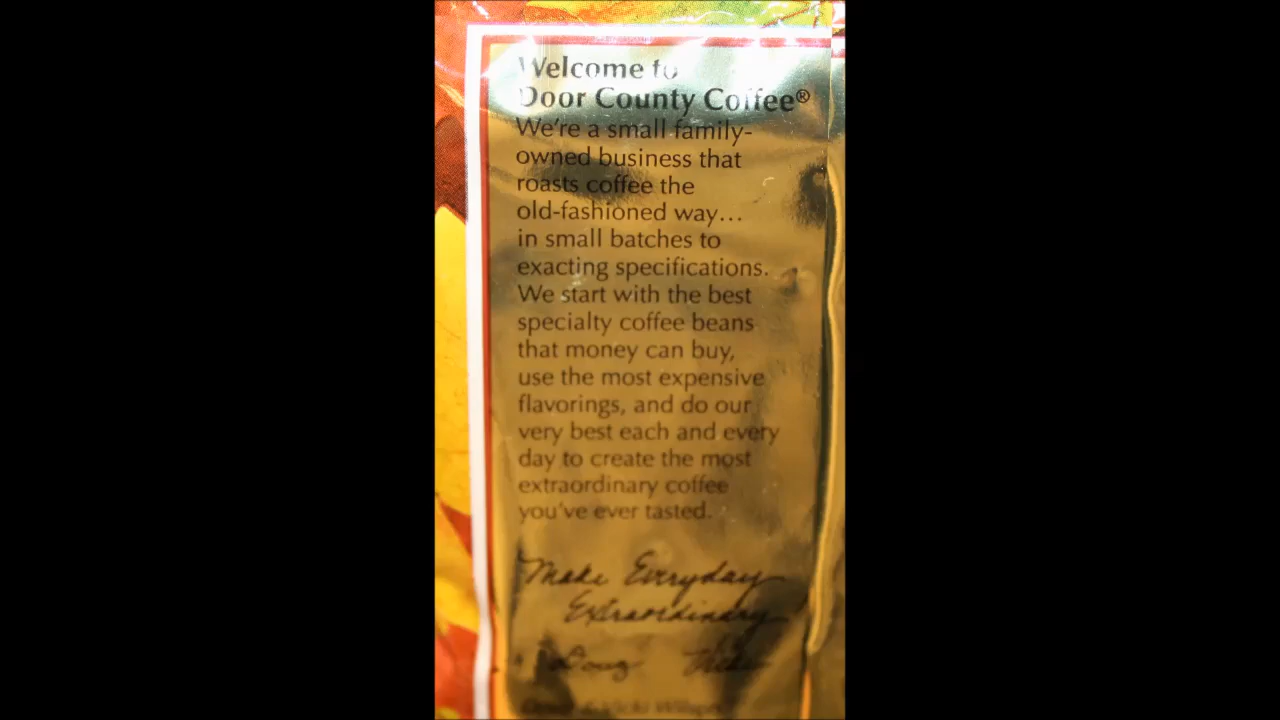 Welcome to
Door County Coffee®
We're a small family-
owned business that
roasts coffee the
old-fashioned way...
in small batches to
exacting specifications.
We start with the best
specialty coffee beans
that money can buy,
use the most expensive
flavorings, and do our
very best each and every
day to create the most
extraordinary coffee
you've ever tasted.
Make Everyday
Extraordinary
Doug